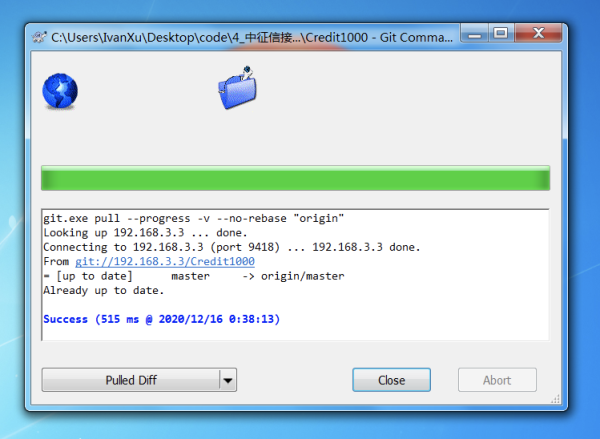 C:\Users\IvanXu\Desktop\code\4_中征信接...\Credit1000 - Git Comma...
git.exe pull --progress -v --no-rebase "origin"
Looking up 192.168.3.3 ... done.
Connecting to 192.168.3.3 (port 9418) ... 192.168.3.3 done.
From git://192.168.3.3/Credit1000
= [up to date]      master     -> origin/master
Already up to date.
Success (515 ms @ 2020/12/16 0:38:13)
Pulled Diff
Close
Abort